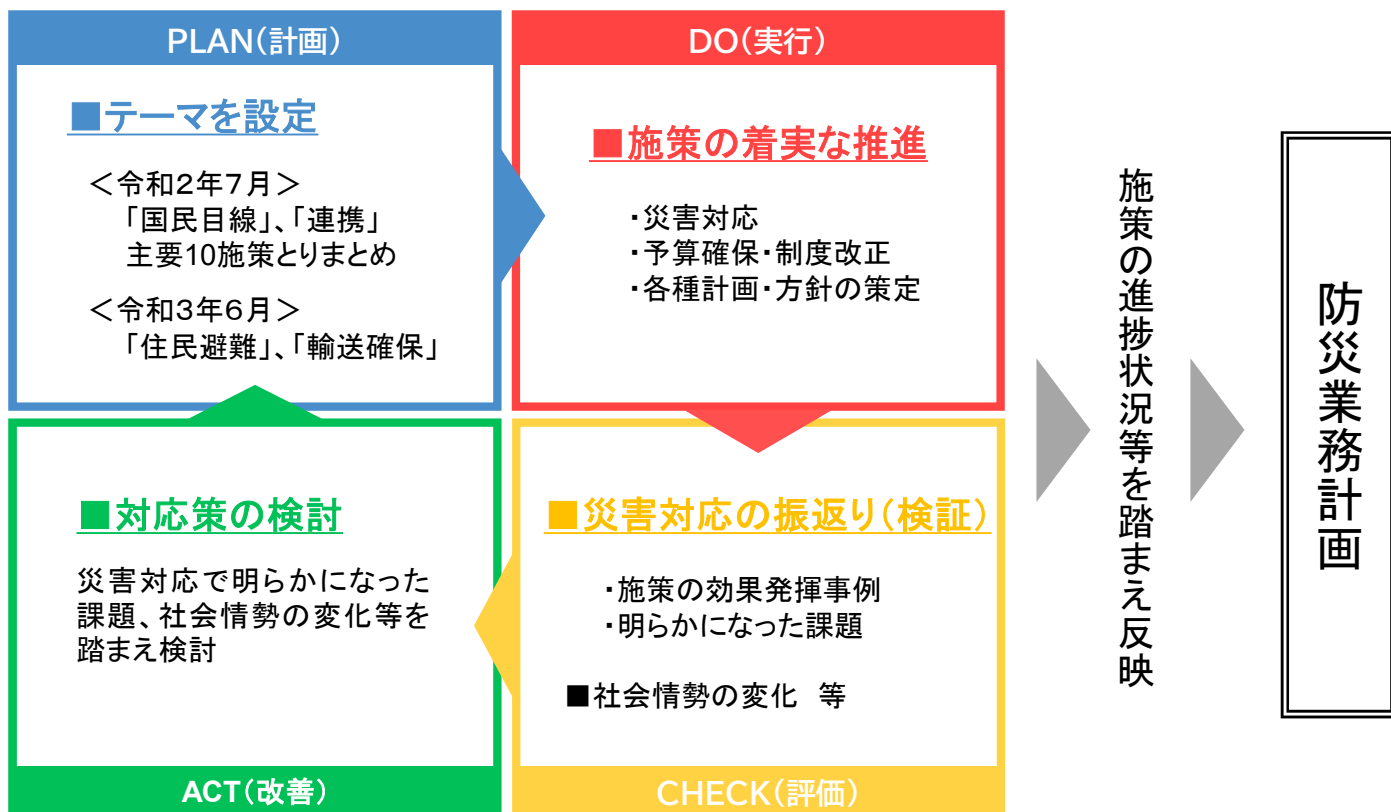 PLAN(計画)
■テーマを設定
＜令和2年7月＞
「国民目線」、「連携」
主要10施策とりまとめ
＜令和3年6月＞
「住民避難」、「輸送確保」
DO(実行)
■施策の着実な推進
・災害対応
・予算確保・制度改正
・各種計画・方針の策定
■対応策の検討
災害対応で明らかになった
課題、社会情勢の変化等を
踏まえ検討
ACT(改善)
■災害対応の振返り(検証)
・施策の効果発揮事例
・明らかになった課題
■社会情勢の変化　等
CHECK(評価)
施策の進捗状況等を踏まえ反映
防災業務計画